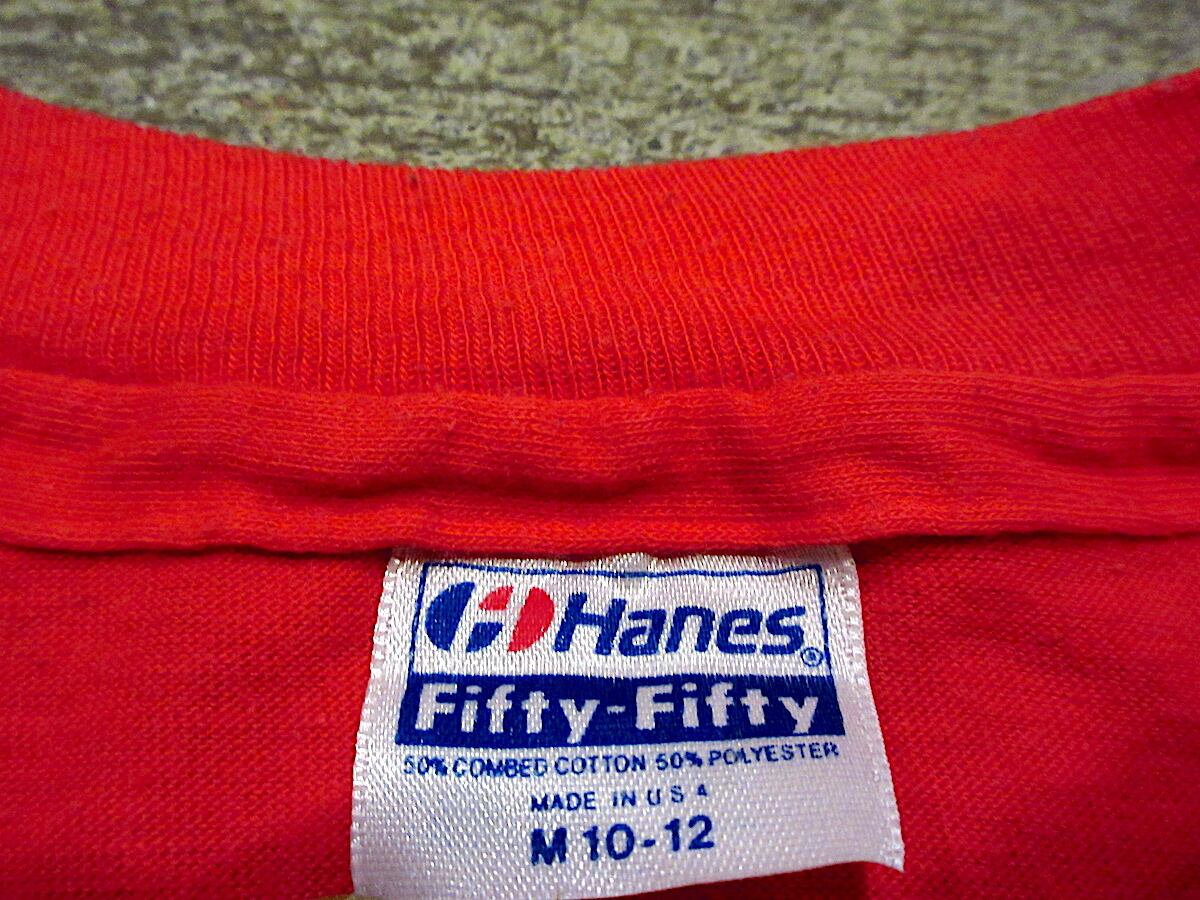 Hanes®
Fifty-Fifty
50% COMBED COTTON 50% POLYESTER
MADE IN U S A
M 10-12